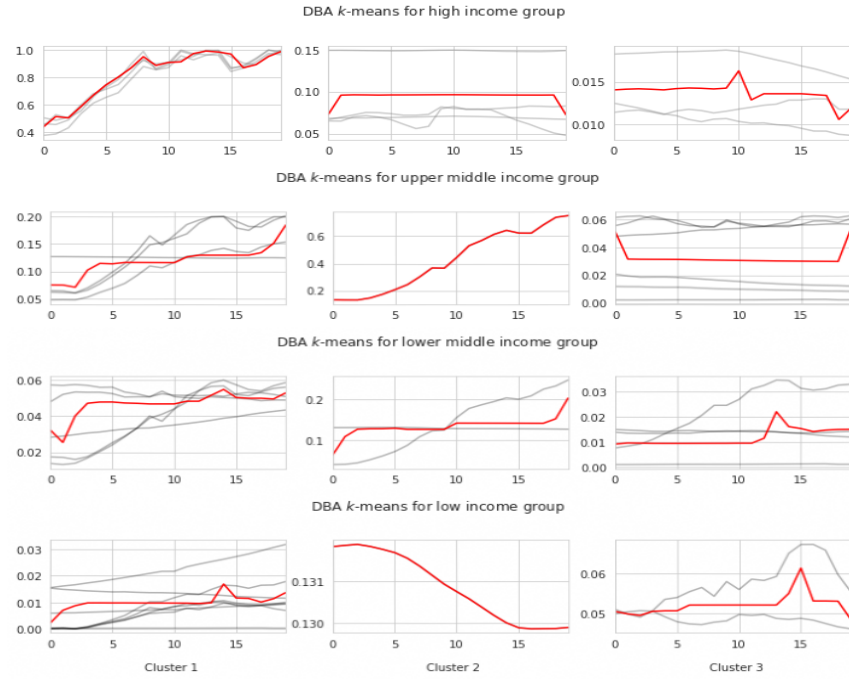 DBA k-means for high income group
1.0
0.8
0.6
0.4
0 5 10 15
0.15
0.10
0.05
0 5 10 15
0.015
0.010
0 5 10 15
DBA k-means for upper middle income group
0.20
0.15
0.10
0.05
0 5 10 15
0.6
0.4
0.2
0 5 10 15
0.06
0.04
0.02
0.00
0 5 10 15
DBA k-means for lower middle income group
0.06
0.04
0.02
0 5 10 15
0.2
0.1
0 5 10 15
0.03
0.02
0.01
0.00
0 5 10 15
DBA k-means for low income group
0.03
0.02
0.01
0.00
0 5 10 15
0.131
0.130
0 5 10 15
0.06
0.05
0 5 10 15
Cluster 1 Cluster 2 Cluster 3